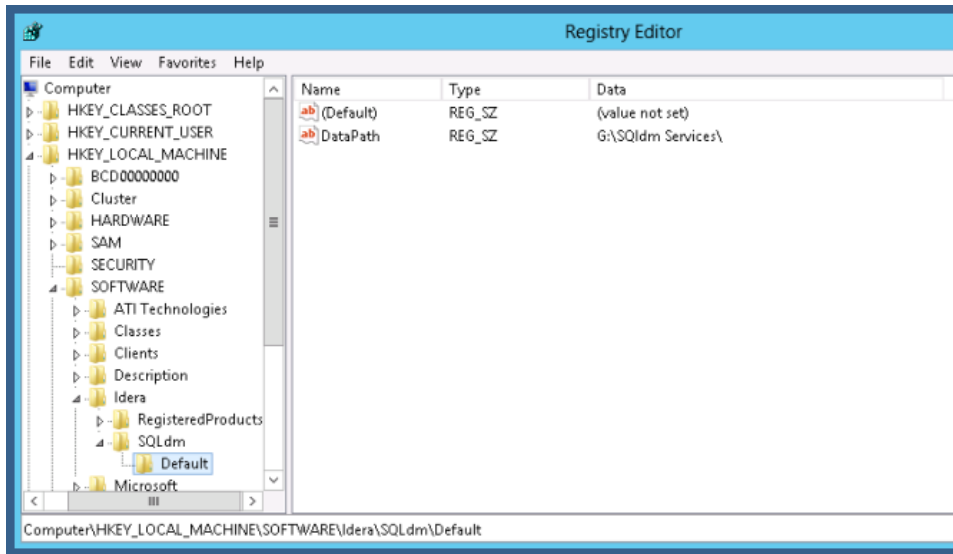 Registry Editor
File Edit View Favorites Help
Computer
HKEY_CLASSES_ROOT
HKEY_CURRENT_USER
HKEY_LOCAL_MACHINE
BCD00000000
Cluster
HARDWARE
SAM
SECURITY
SOFTWARE
ATI Technologies
Classes
Clients
Description
Idera
RegisteredProducts
SQLdm
Default
Microsoft
Name Type Data
(Default) REG_SZ (value not set)
DataPath REG_SZ G:\SQldm Services\
Computer\HKEY_LOCAL_MACHINE\SOFTWARE\Idera\SQLdm\Default